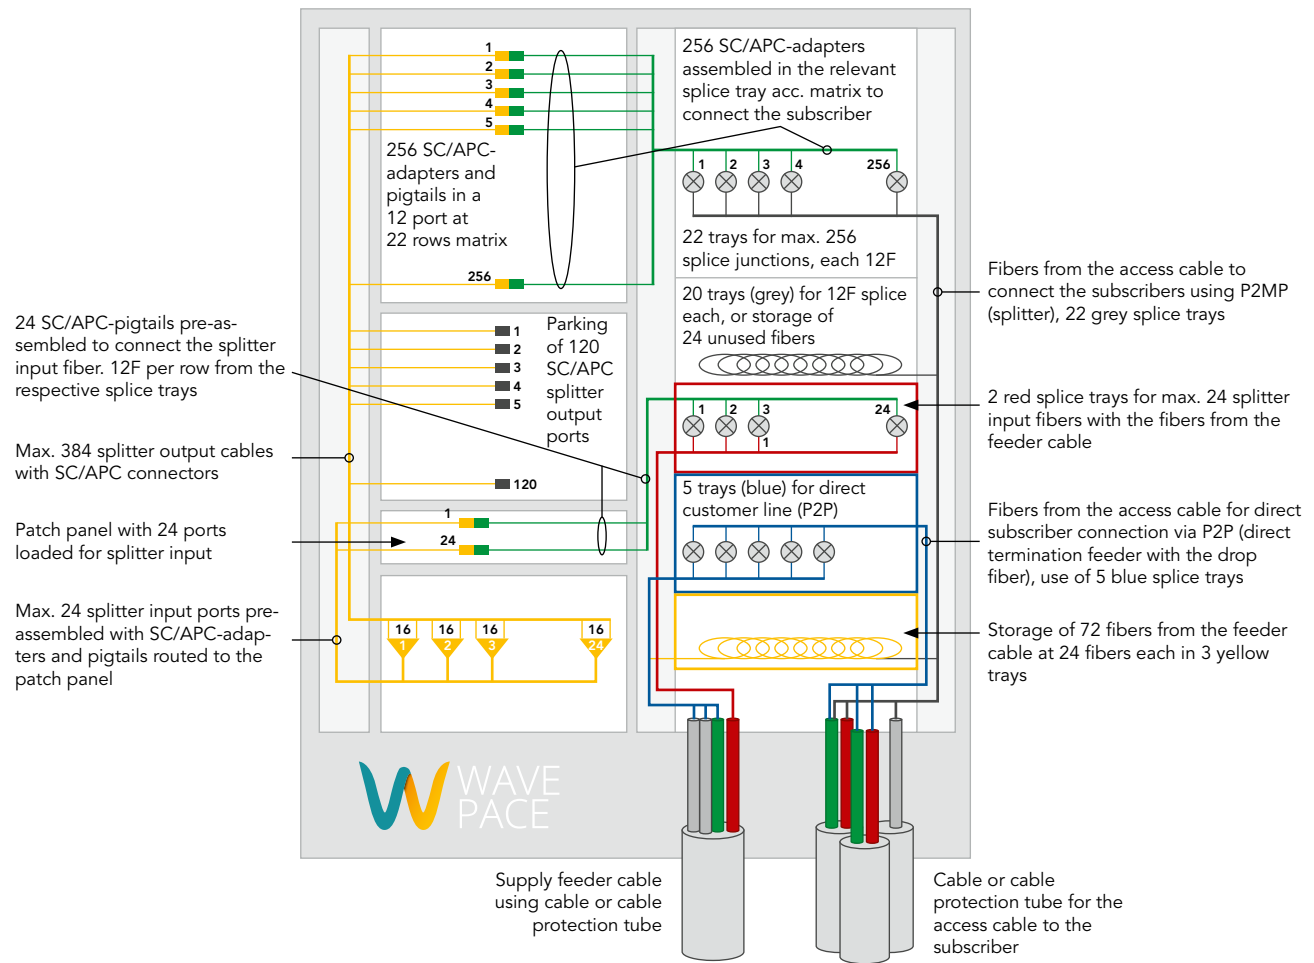 24 SC/APC-pigtails pre-as-
sembled to connect the splitter
input fiber. 12F per row from the
respective splice trays
Max. 384 splitter output cables
with SC/APC connectors
Patch panel with 24 ports
loaded for splitter input
Max. 24 splitter input ports pre-
assembled with SC/APC-adap-
ters and pigtails routed to the
patch panel
1
2
3
4
5
256 SC/APC-
adapters and
pigtails in a
12 port at
22 rows matrix
256
1
2
3
4
5
120
Parking
of 120
SC/APC
splitter
output
ports
1
24
16 16 16 16
1 2 3 24
WAVE
PACE
256 SC/APC-adapters
assembled in the relevant
splice tray acc. matrix to
connect the subscriber
1 2 3 4 256
22 trays for max. 256
splice junctions, each 12F
20 trays (grey) for 12F splice
each, or storage of
24 unused fibers
1 2 3 24
1
5 trays (blue) for direct
customer line (P2P)
Fibers from the access cable to
connect the subscribers using P2MP
(splitter), 22 grey splice trays
2 red splice trays for max. 24 splitter
input fibers with the fibers from the
feeder cable
Fibers from the access cable for direct
subscriber connection via P2P (direct
termination feeder with the drop
fiber), use of 5 blue splice trays
Storage of 72 fibers from the feeder
cable at 24 fibers each in 3 yellow
trays
Supply feeder cable
using cable or cable
protection tube
Cable or cable
protection tube for the
access cable to the
subscriber